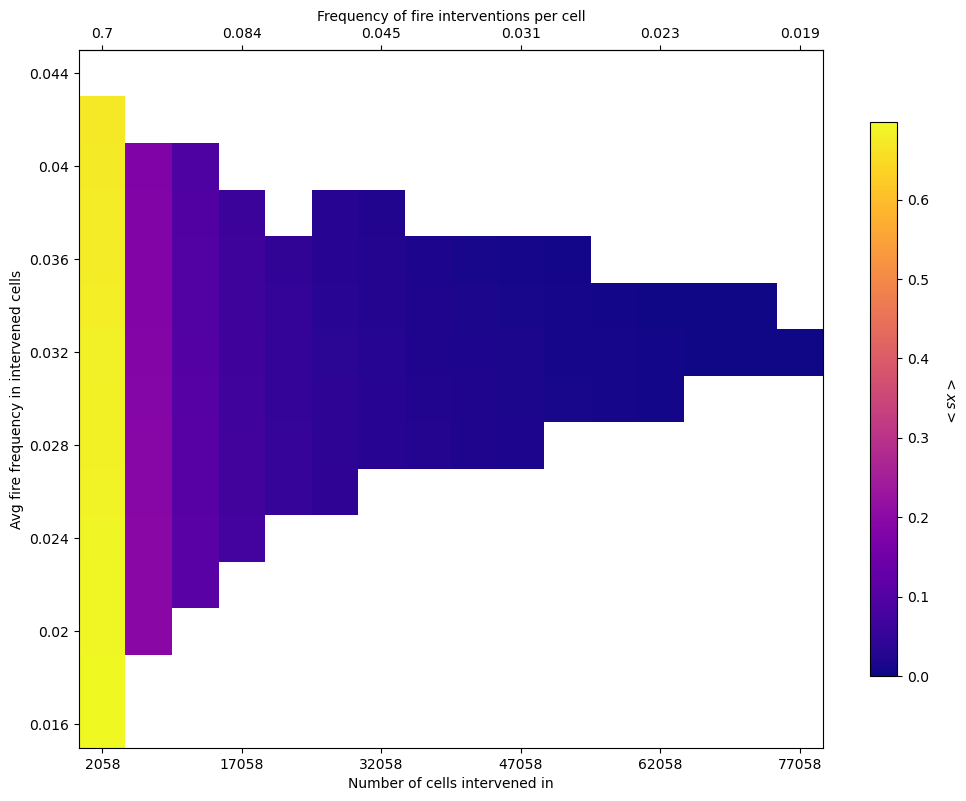 Frequency of fire interventions per cell
0.7 0.084 0.045 0.031 0.023 0.019
0.044
0.04
0.036
0.032
0.028
0.024
0.02
0.016
Avg fire frequency in intervened cells
2058 17058 32058 47058 62058 77058
Number of cells intervened in
0.6
0.5
0.4
0.3
0.2
0.1
0.0
<xs>